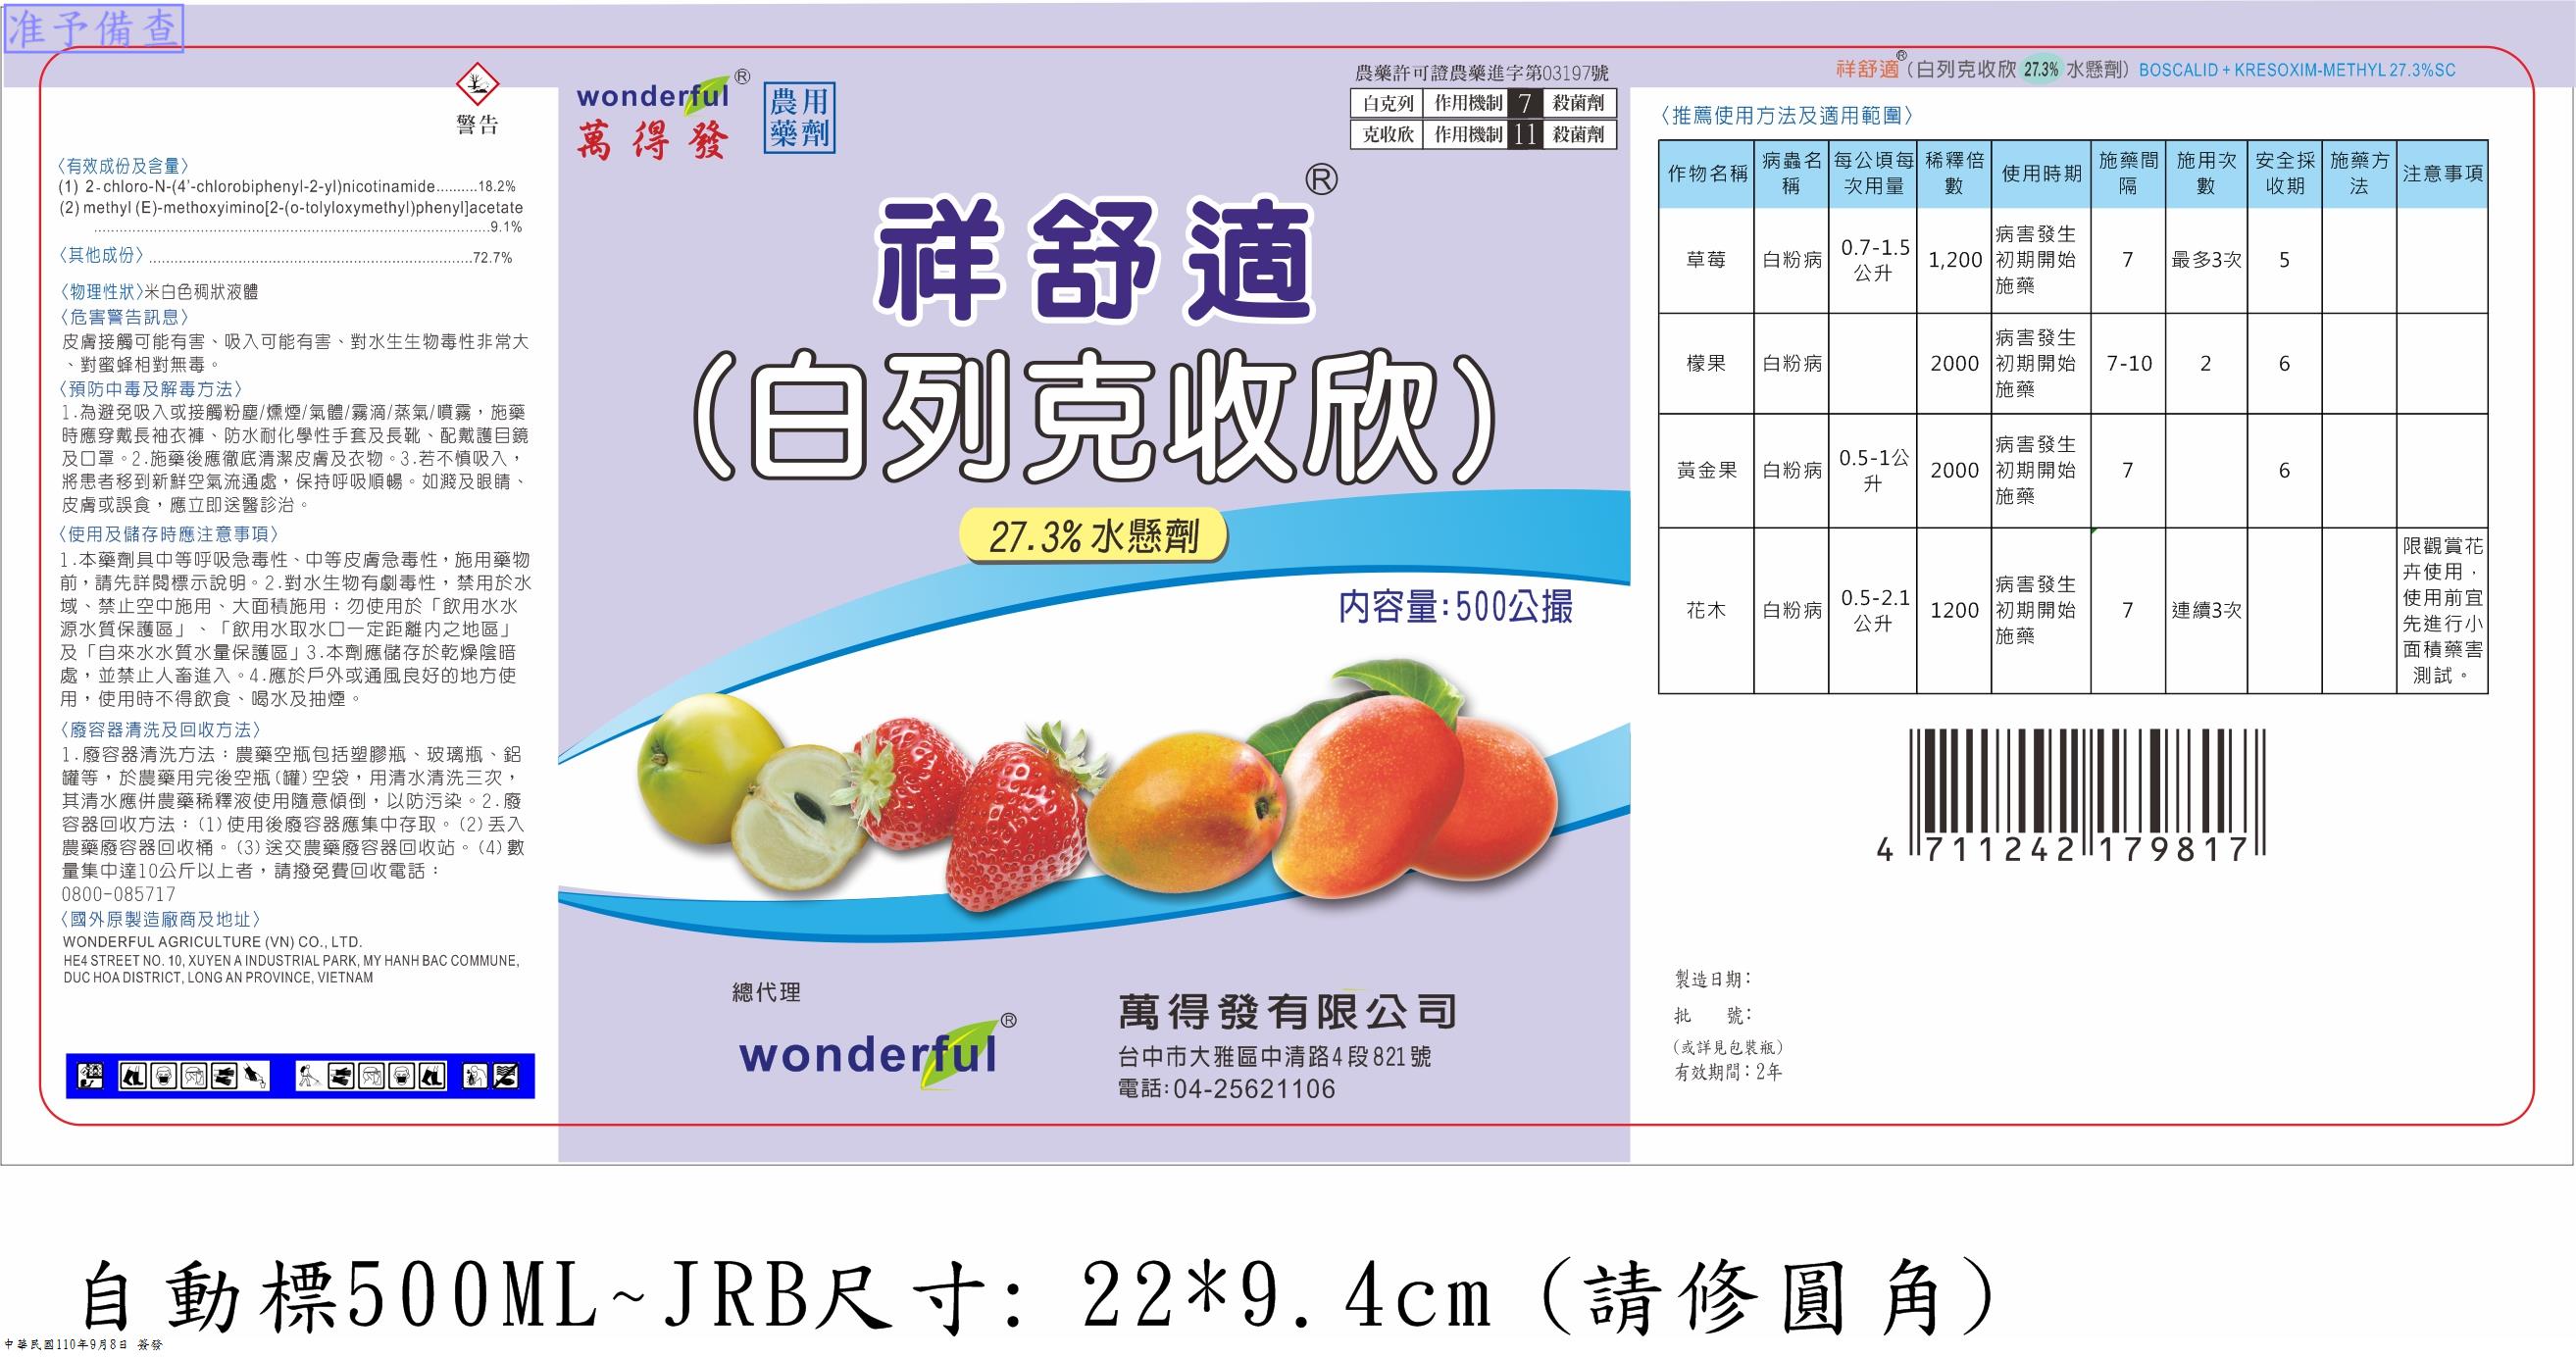 准予備查
警告
〈有效成份及含量〉
(1) 2-chloro-N-(4'-chlorobiphenyl-2-yl)nicotinamide..........18.2%
(2) methyl (E)-methoxyimino[2-(o-tolyloxymethyl)phenyl]acetate
....................................................................................................9.1%
〈其他成份〉....................................................................................72.7%
〈物理性狀〉米白色稠狀液體
〈危害警告訊息〉
皮膚接觸可能有害、吸入可能有害、對水生生物毒性非常大
、對蜜蜂相對無毒。
〈預防中毒及解毒方法〉
1.為避免吸入或接觸粉塵/燻煙/氣體/霧滴/蒸氣/噴霧，施藥
時應穿戴長袖衣褲、防水耐化學性手套及長靴、配戴護目鏡
及口罩。2.施藥後應徹底清潔皮膚及衣物。3.若不慎吸入，
將患者移到新鮮空氣流通處，保持呼吸順暢。如濺及眼睛、
皮膚或誤食，應立即送醫診治。
〈使用及儲存時應注意事項〉
1.本藥劑具中等呼吸急毒性、中等皮膚急毒性，施用藥物
前，請先詳閱標示說明。2.對水生物有劇毒性，禁用於水
域、禁止空中施用、大面積施用；勿使用於「飲用水水
源水質保護區」、「飲用水取水口一定距離內之地區」
及「自來水水質水量保護區」3.本劑應儲存於乾燥陰暗
處，並禁止人畜進入。4.應於戶外或通風良好的地方使
用，使用時不得飲食、喝水及抽煙。
〈廢容器清洗及回收方法〉
1.廢容器清洗方法：農藥空瓶包括塑膠瓶、玻璃瓶、鋁
罐等，於農藥用完後空瓶(罐)空袋，用清水清洗三次，
其清水應併農藥稀釋液使用隨意傾倒，以防污染。2.廢
容器回收方法：(1)使用後廢容器應集中存取。(2)丟入
農藥廢容器回收桶。(3)送交農藥廢容器回收站。(4)數
量集中達10公斤以上者，請撥免費回收電話：
0800-085717
〈國外原製造廠商及地址〉
WONDERFUL AGRICULTURE (VN) CO., LTD.
HE4 STREET NO. 10, XUYEN A INDUSTRIAL PARK, MY HANH BAC COMMUNE,
DUC HOA DISTRICT, LONG AN PROVINCE, VIETNAM
wonderful®
萬得發
農用
藥劑
農藥許可證農藥進字第03197號
白克列 作用機制 7 殺菌劑
克收欣 作用機制 11 殺菌劑
祥舒適®
(白列克收欣)
27.3% 水懸劑
內容量:500公撮
總代理
wonderful®
萬得發有限公司
台中市大雅區中清路4段821號
電話:04-25621106
祥舒適®(白列克收欣 27.3% 水懸劑) BOSCALID + KRESOXIM-METHYL 27.3%SC
〈推薦使用方法及適用範圍〉
作物名稱 病蟲名稱 每公頃每次用量 稀釋倍數 使用時期 施藥間隔 施用次數 安全採收期 施藥方法 注意事項
草莓 白粉病 0.7-1.5公升 1,200 病害發生初期開始施藥 7 最多3次 5
檬果 白粉病 2000 病害發生初期開始施藥 7-10 2 6
黃金果 白粉病 0.5-1公升 2000 病害發生初期開始施藥 7 6
花木 白粉病 0.5-2.1公升 1200 病害發生初期開始施藥 7 連續3次 限觀賞花卉使用，使用前宜先進行小面積藥害測試。
4 711242 179817
製造日期:
批 號:
(或詳見包裝瓶)
有效期間：2年
自動標500ML~JRB尺寸: 22*9.4cm (請修圓角)
中華民國110年9月8日 簽發